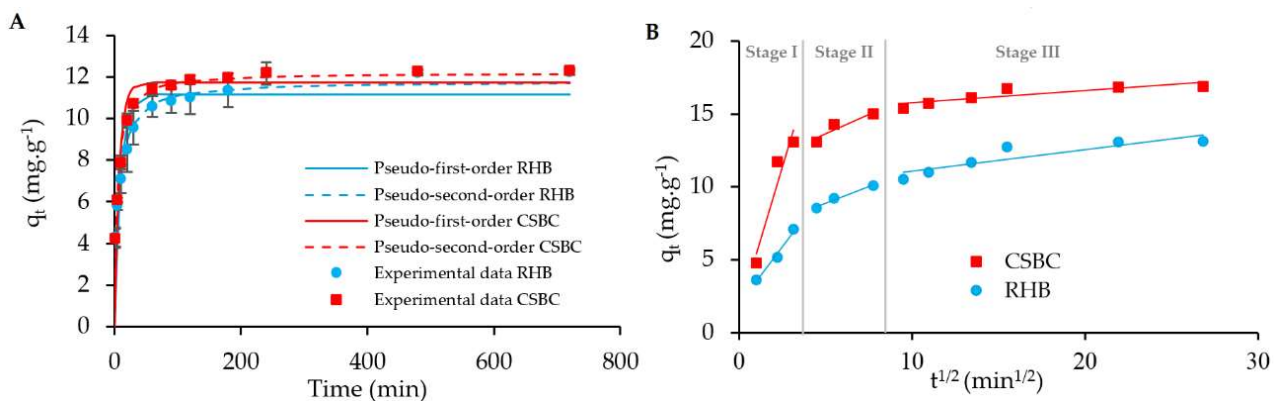 A
14
12
10
8
6
4
2
0
0 200 400 600 800
Time (min)
qt (mg.g-1)
Pseudo-first-order RHB
Pseudo-second-order RHB
Pseudo-first-order CSBC
Pseudo-second-order CSBC
Experimental data RHB
Experimental data CSBC
B
Stage I Stage II Stage III
20
15
10
5
0
0 10 20 30
t1/2 (min1/2)
qt (mg.g-1)
CSBC
RHB